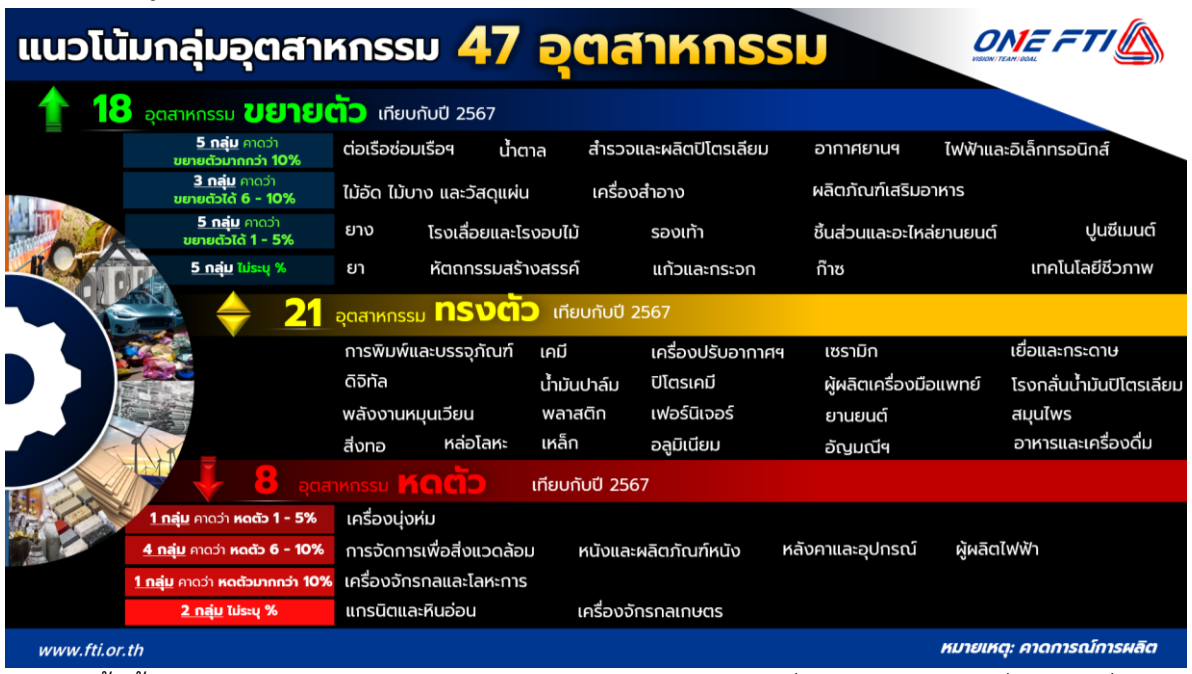 แนวโน้มกลุ่มอุตสาหกรรม 47 อุตสาหกรรม
ONE FTI
VISION/TEAM/GOAL
18 อุตสาหกรรม ขยายตัว เทียบกับปี 2567
5 กลุ่ม คาดว่า
ขยายตัวมากกว่า 10%
ต่อเรือซ่อมเรือฯ น้ำตาล สำรวจและผลิตปิโตรเลียม อากาศยานฯ ไฟฟ้าและอิเล็กทรอนิกส์
3 กลุ่ม คาดว่า
ขยายตัวได้ 6 - 10%
ไม้อัด ไม้บาง และวัสดุแผ่น เครื่องสำอาง ผลิตภัณฑ์เสริมอาหาร
5 กลุ่ม คาดว่า
ขยายตัวได้ 1 - 5%
ยาง โรงเลื่อยและโรงอบไม้ รองเท้า ชิ้นส่วนและอะไหล่ยานยนต์ ปูนซีเมนต์
5 กลุ่ม ไม่ระบุ %
ยา หัตถกรรมสร้างสรรค์ แก้วและกระจก ก๊าซ เทคโนโลยีชีวภาพ
21 อุตสาหกรรม ทรงตัว เทียบกับปี 2567
การพิมพ์และบรรจุภัณฑ์ เคมี เครื่องปรับอากาศฯ เซรามิก เยื่อและกระดาษ
ดิจิทัล น้ำมันปาล์ม ปิโตรเคมี ผู้ผลิตเครื่องมือแพทย์ โรงกลั่นน้ำมันปิโตรเลียม
พลังงานหมุนเวียน พลาสติก เฟอร์นิเจอร์ ยานยนต์ สมุนไพร
สิ่งทอ หล่อโลหะ เหล็ก อลูมิเนียม อัญมณีฯ อาหารและเครื่องดื่ม
8 อุตสาหกรรม หดตัว เทียบกับปี 2567
1 กลุ่ม คาดว่า หดตัว 1 - 5% เครื่องนุ่งห่ม
4 กลุ่ม คาดว่า หดตัว 6 - 10% การจัดการเพื่อสิ่งแวดล้อม หนังและผลิตภัณฑ์หนัง หลังคาและอุปกรณ์ ผู้ผลิตไฟฟ้า
1 กลุ่ม คาดว่า หดตัวมากกว่า 10% เครื่องจักรกลและโลหะการ
2 กลุ่ม ไม่ระบุ % แกรนิตและหินอ่อน เครื่องจักรกลเกษตร
www.fti.or.th หมายเหตุ: คาดการณ์การผลิต